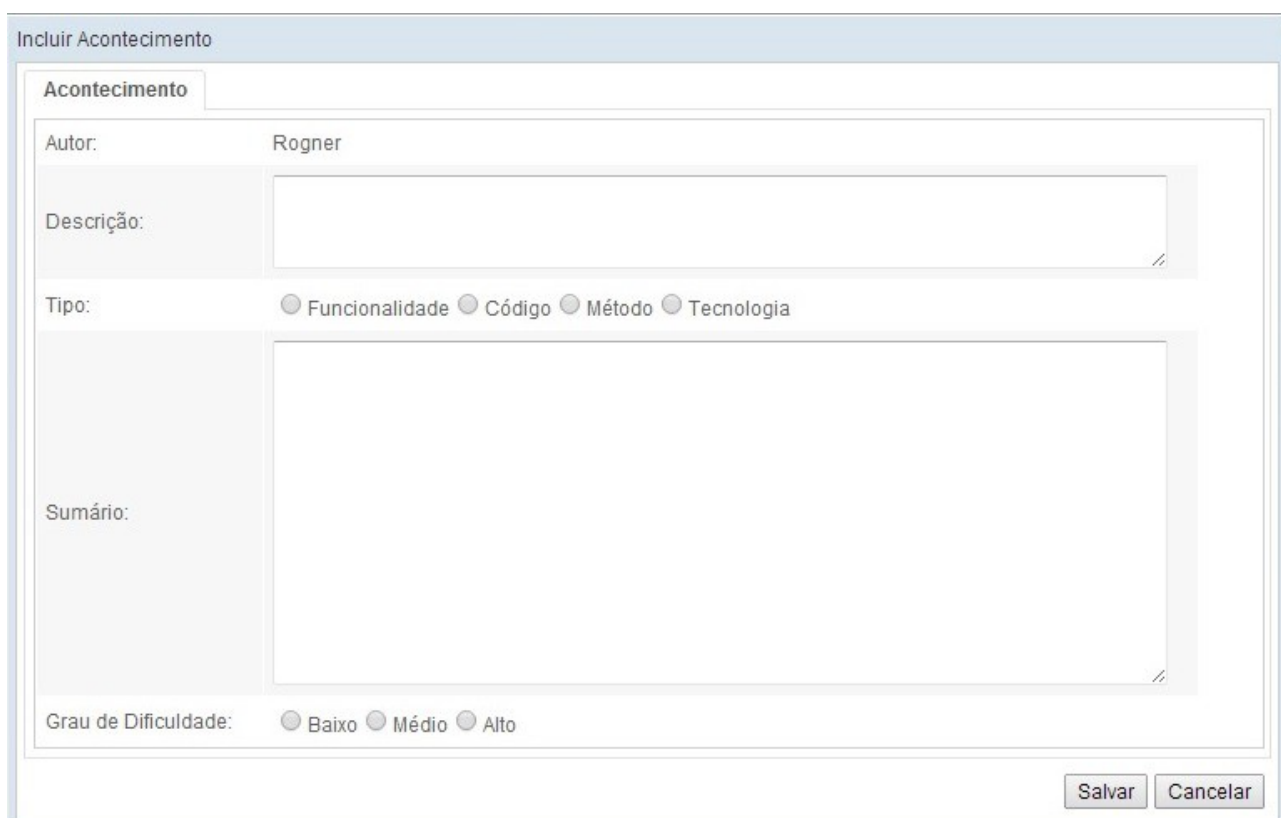 Incluir Acontecimento
Acontecimento
Autor: Rogner
Descrição:
Tipo: Funcionalidade Código Método Tecnologia
Sumário:
Grau de Dificuldade: Baixo Médio Alto
Salvar Cancelar